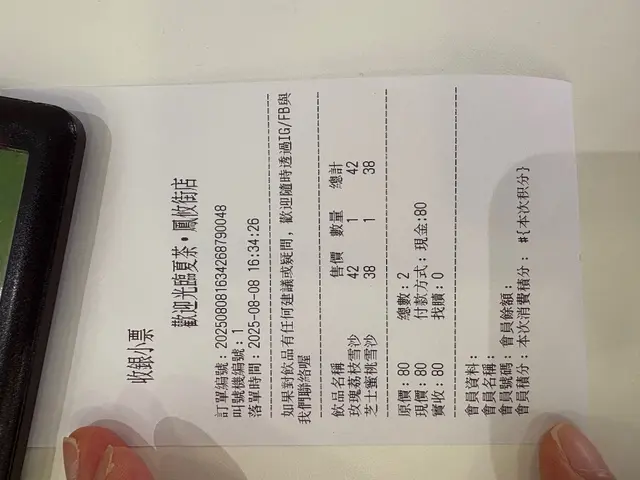 收銀小票
歡迎光臨夏茶·鳳攸街店
訂單編號: 202508081634268790048
叫號機編號: 1
落單時間: 2025-08-08 16:34:26
如果對飲品有任何建議或疑問, 歡迎隨時透過IG/FB與
我們聯絡喔
飲品名稱 售價 數量 總計
玫瑰荔枝雪沙 42 1 42
芝士蜜桃雪沙 38 1 38
原價: 80 總數: 2
現價: 80 付款方式: 現金:80
實收: 80 找贖: 0
會員資料:
會員名稱:
會員號碼: 會員餘額:
會員積分: 本次消費積分: #{本次积分}